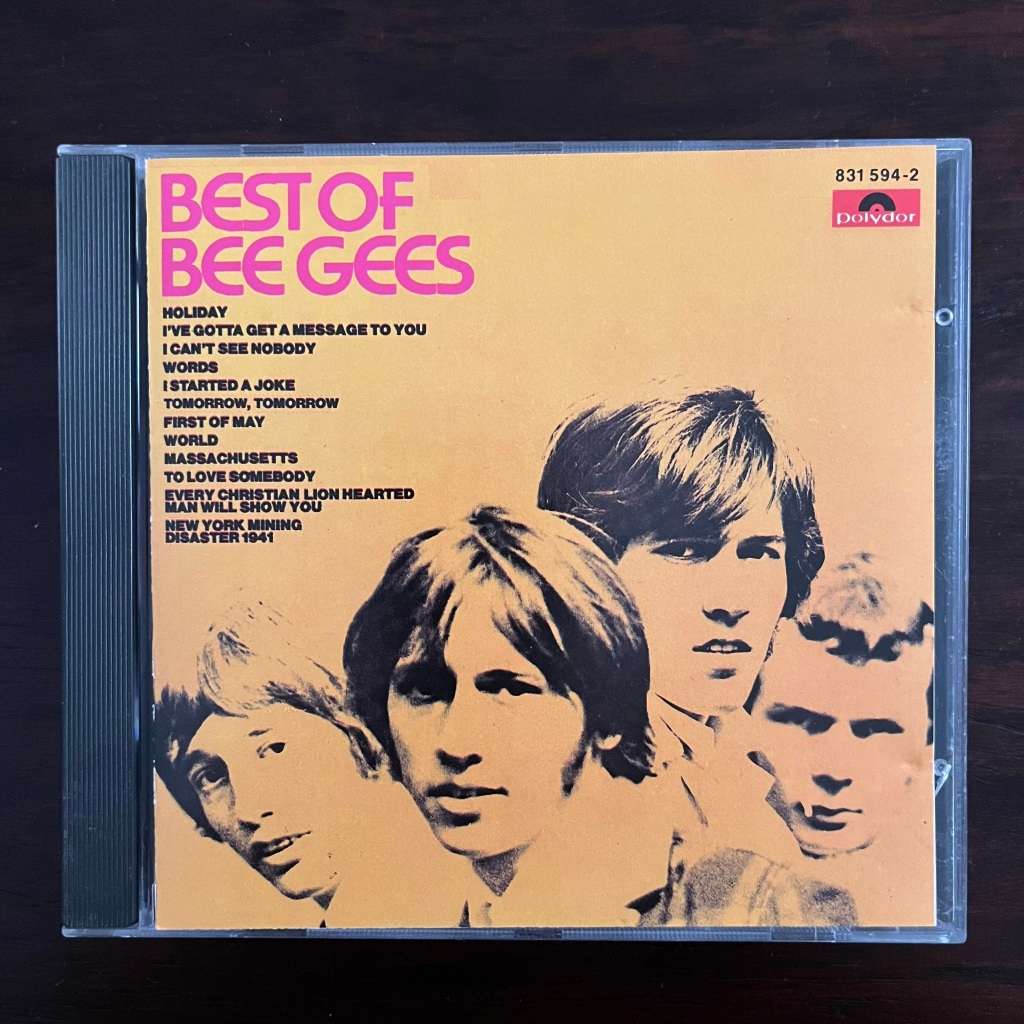 BEST OF
BEE GEES
831 594-2
polydor
HOLIDAY
I'VE GOTTA GET A MESSAGE TO YOU
I CAN'T SEE NOBODY
WORDS
I STARTED A JOKE
TOMORROW, TOMORROW
FIRST OF MAY
WORLD
MASSACHUSETTS
TO LOVE SOMEBODY
EVERY CHRISTIAN LION HEARTED
MAN WILL SHOW YOU
NEW YORK MINING
DISASTER 1941